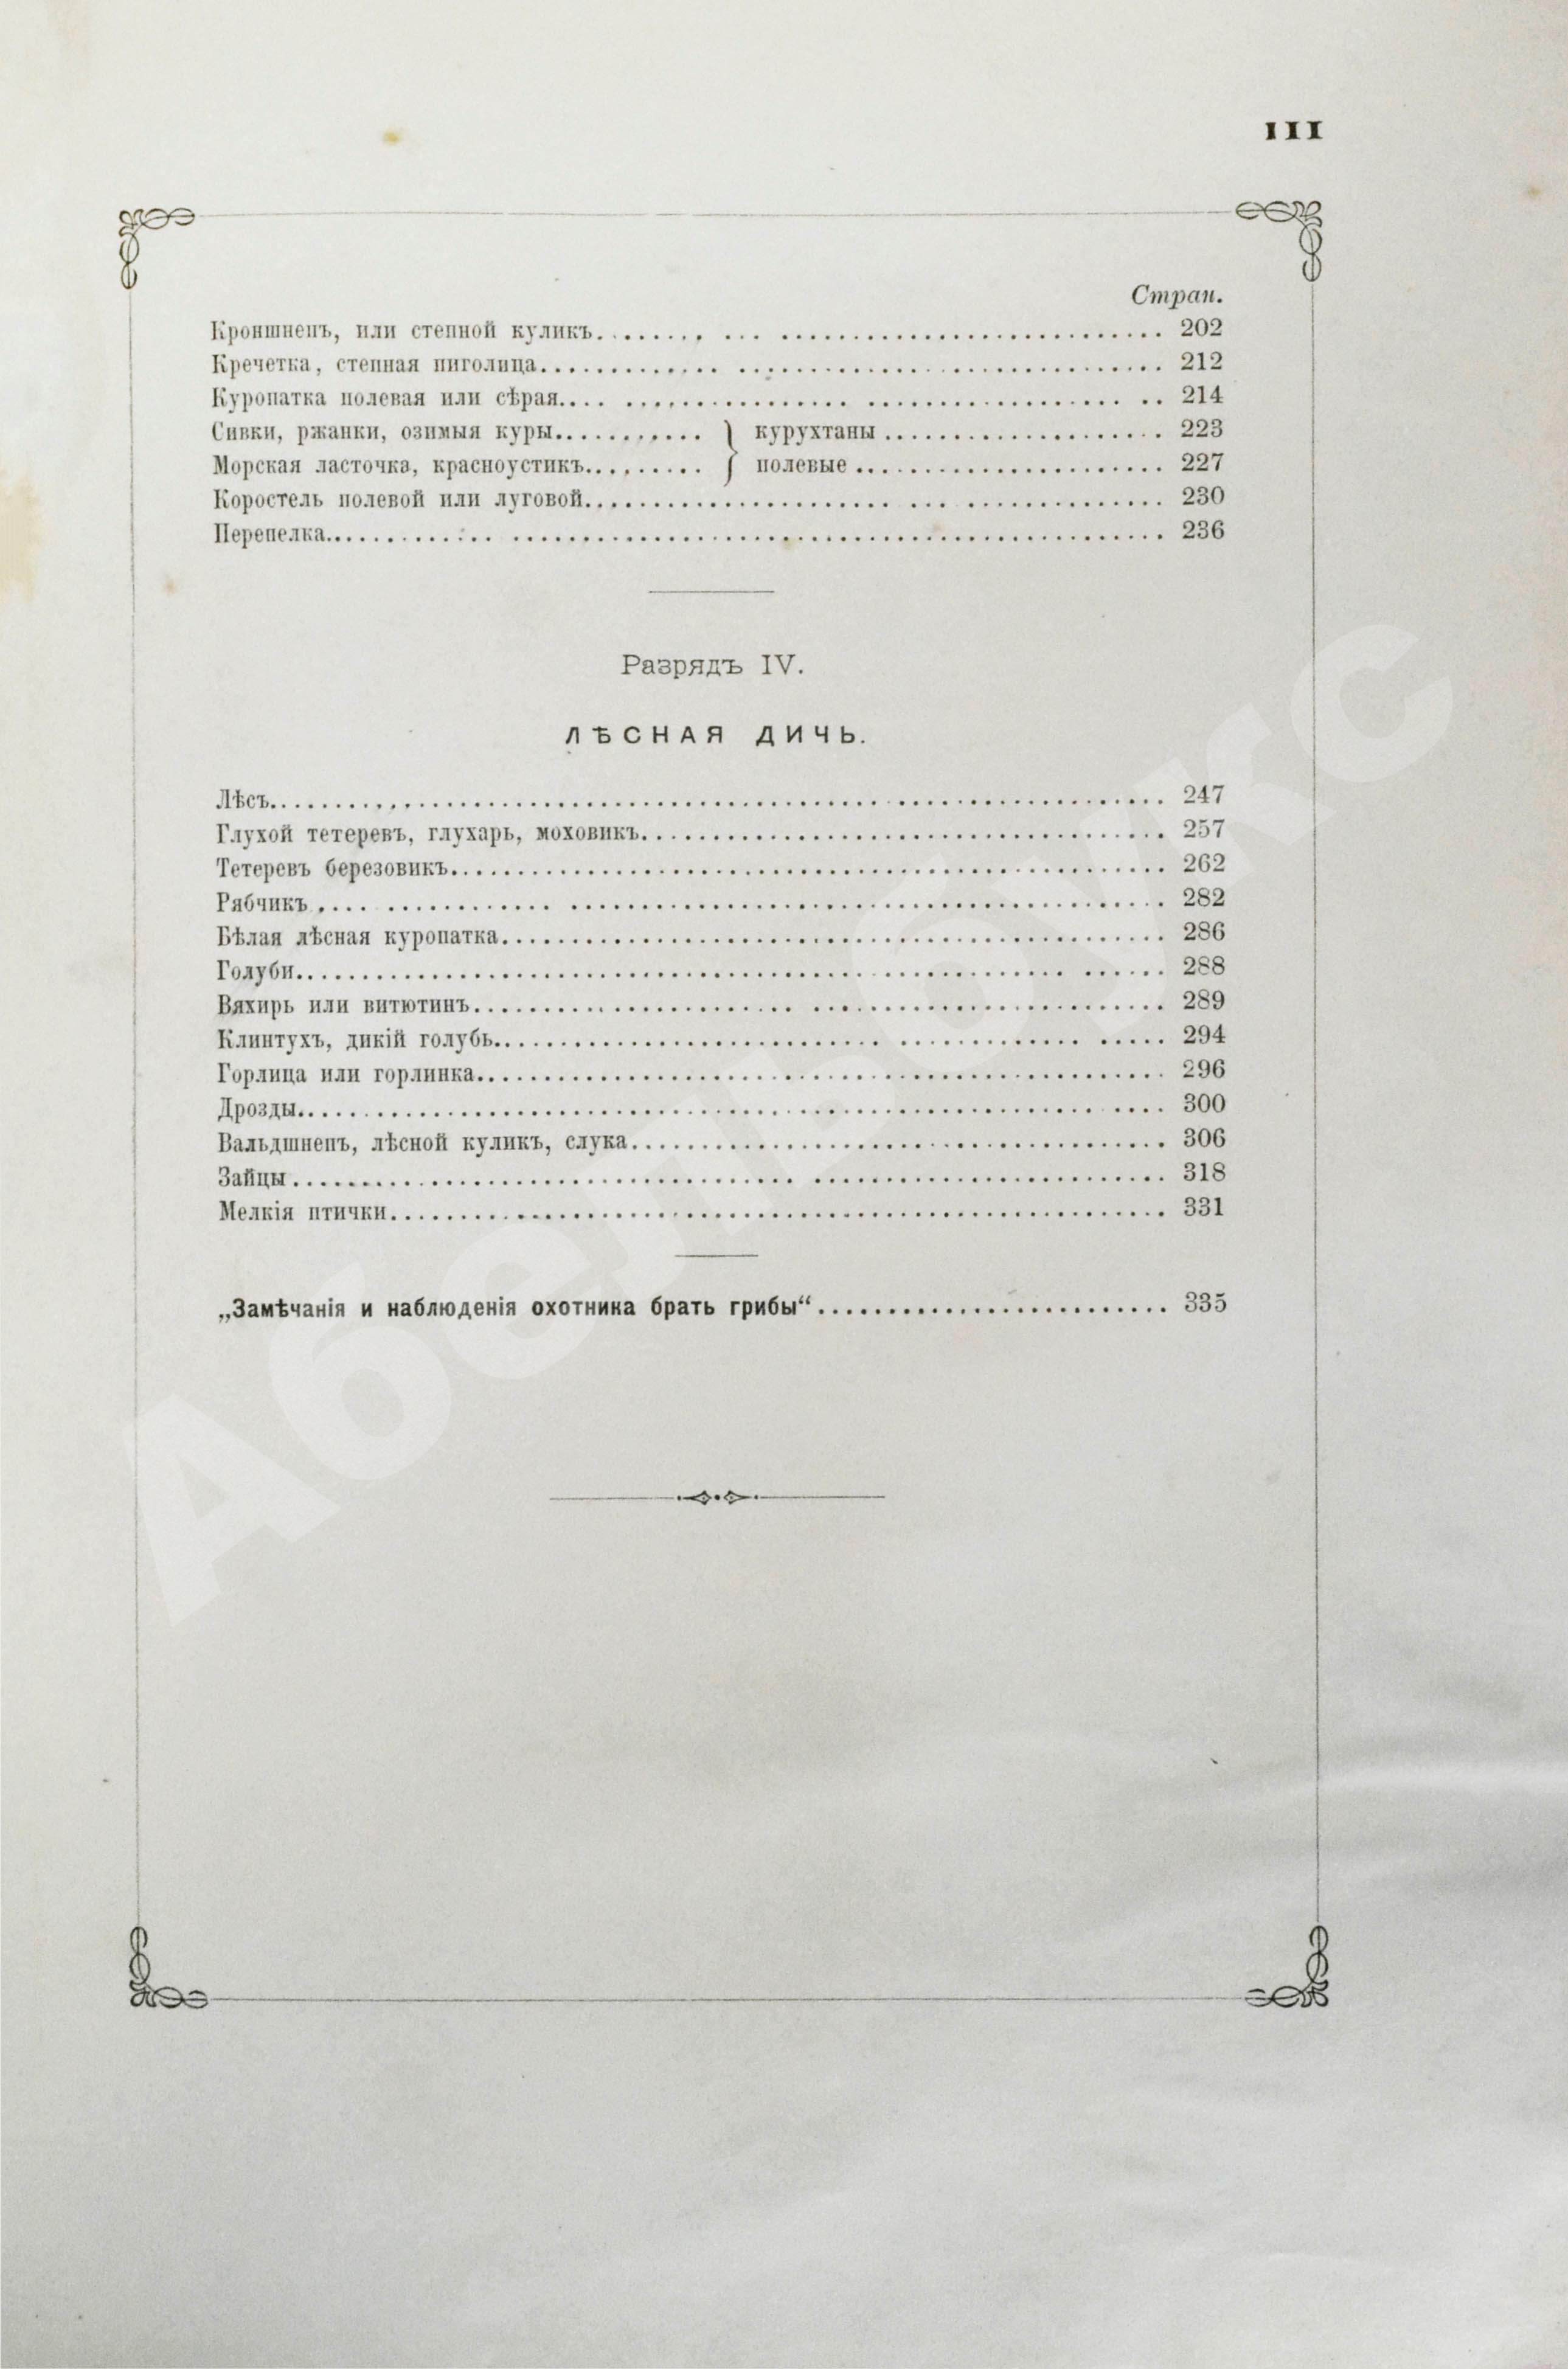 III
Стран.
Кроншнепъ, или степной куликъ........ ... ........................... 202
Кречетка, степная пиголица............. .............................. 212
Куропатка полевая или сѣрая.... ................ .................. .. 214
Сивки, ржанки, озимыя куры........... } курухтаны .................... 223
Морская ласточка, красноустикъ......... } полевые ...................... 227
Коростель полевой или луговой...................... ... .............. 230
Перепелка............ .............................................. 236
Разрядъ IV.
ЛѢСНАЯ ДИЧЬ.
Лѣсъ................................................................ 247
Глухой тетеревъ, глухарь, моховикъ..................................... 257
Тетеревъ березовикъ................................................... 262
Рябчикъ.... ............ .......................................... 282
Бѣлая лѣсная куропатка............................................... 286
Голуби...................................................... ...... 288
Вяхирь или витютинъ....................... ......................... 289
Клинтухъ, дикій голубь........................... ............. ..... 294
Горлица или горлинка................................................. 296
Дрозды........................................................ .... 300
Вальдшнепъ, лѣсной куликъ, слука...................................... 306
Зайцы.................................... ......................... 318
Мелкія птички....................................................... 331
„Замѣчанія и наблюденія охотника брать грибы“......................... 335
Абельбукс